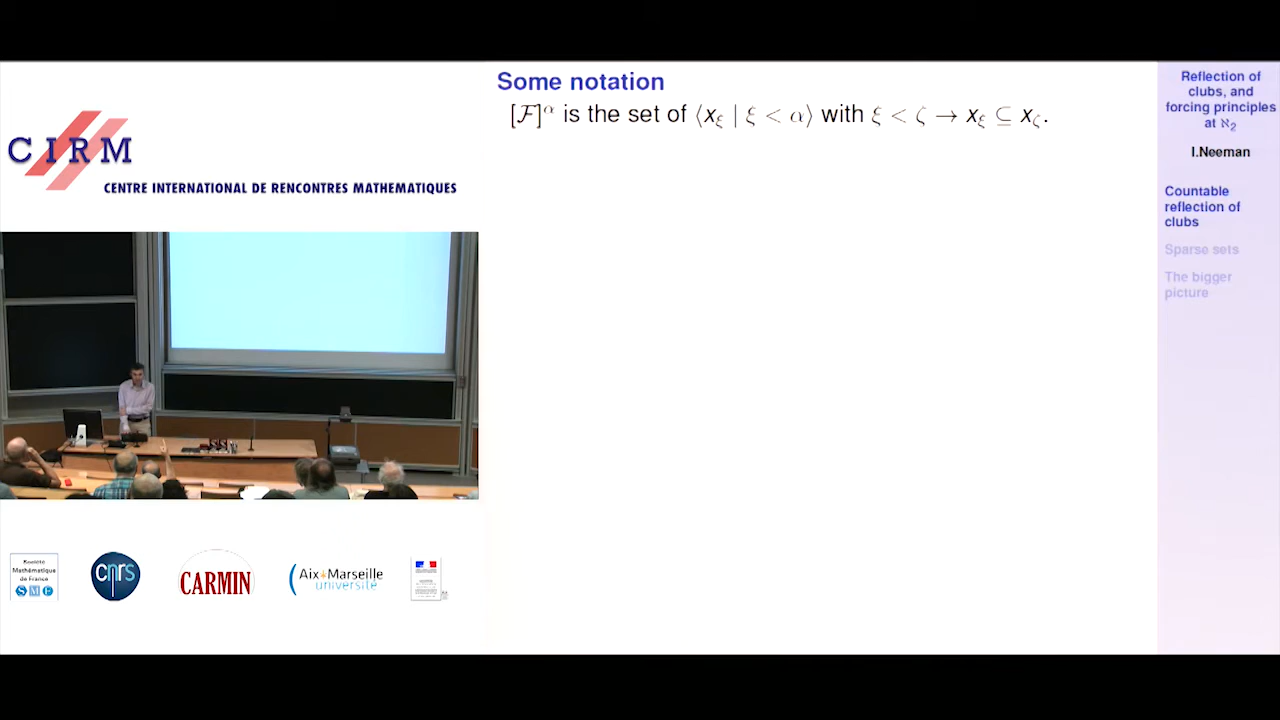 Some notation
[ℱ]^α is the set of ⟨x_ξ | ξ < α⟩ with ξ < ζ → x_ξ ⊆ x_ζ.
Reflection of
clubs, and
forcing principles
at ℵ₂
I.Neeman
Countable
reflection of
clubs
Sparse sets
The bigger
picture
CIRM
CENTRE INTERNATIONAL DE RENCONTRES MATHEMATIQUES
Société
Mathématique
de France
SMF
cnrs
CARMIN
Aix*Marseille
université